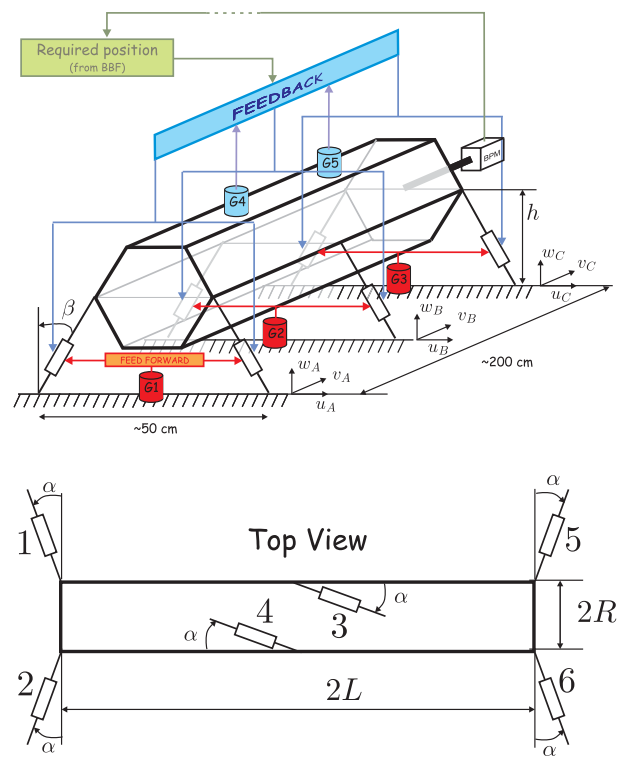 Required position
(from BBF)
FEEDBACK
BPM
G5
G4
h
w_C
v_C
u_C
β
G3
w_B
v_B
u_B
G2
~200 cm
FEED FORWARD
G1
w_A
v_A
u_A
~50 cm
α
α
1
Top View
5
4
α
3
α
2R
2
2L
6
α
α